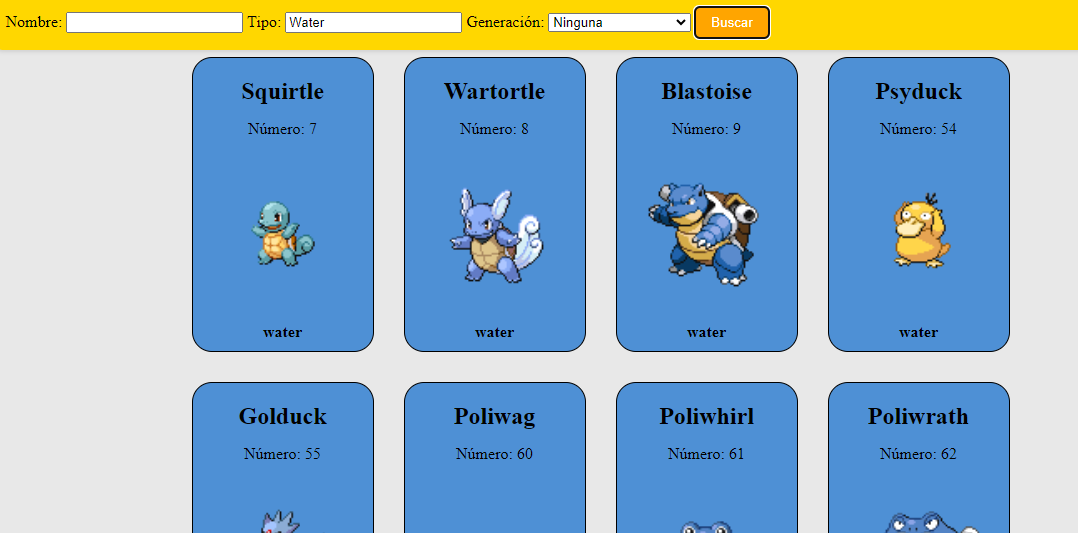 Nombre: Tipo: Water Generación: Ninguna Buscar
Squirtle Wartortle Blastoise Psyduck
Número: 7 Número: 8 Número: 9 Número: 54
water water water water
Golduck Poliwag Poliwhirl Poliwrath
Número: 55 Número: 60 Número: 61 Número: 62